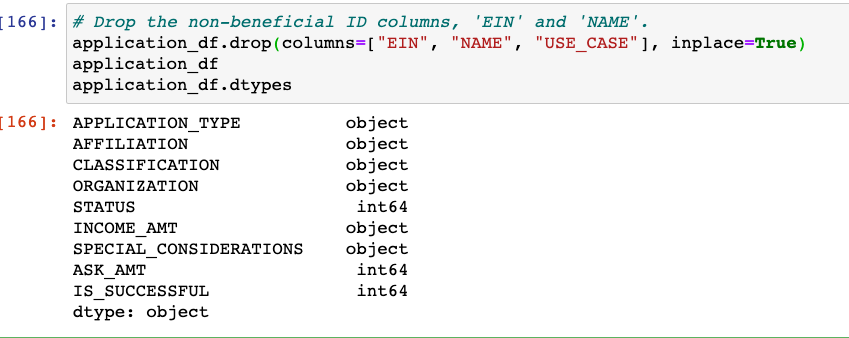 [166]: # Drop the non-beneficial ID columns, 'EIN' and 'NAME'.
application_df.drop(columns=["EIN", "NAME", "USE_CASE"], inplace=True)
application_df
application_df.dtypes
[166]: APPLICATION_TYPE object
AFFILIATION object
CLASSIFICATION object
ORGANIZATION object
STATUS int64
INCOME_AMT object
SPECIAL_CONSIDERATIONS object
ASK_AMT int64
IS_SUCCESSFUL int64
dtype: object